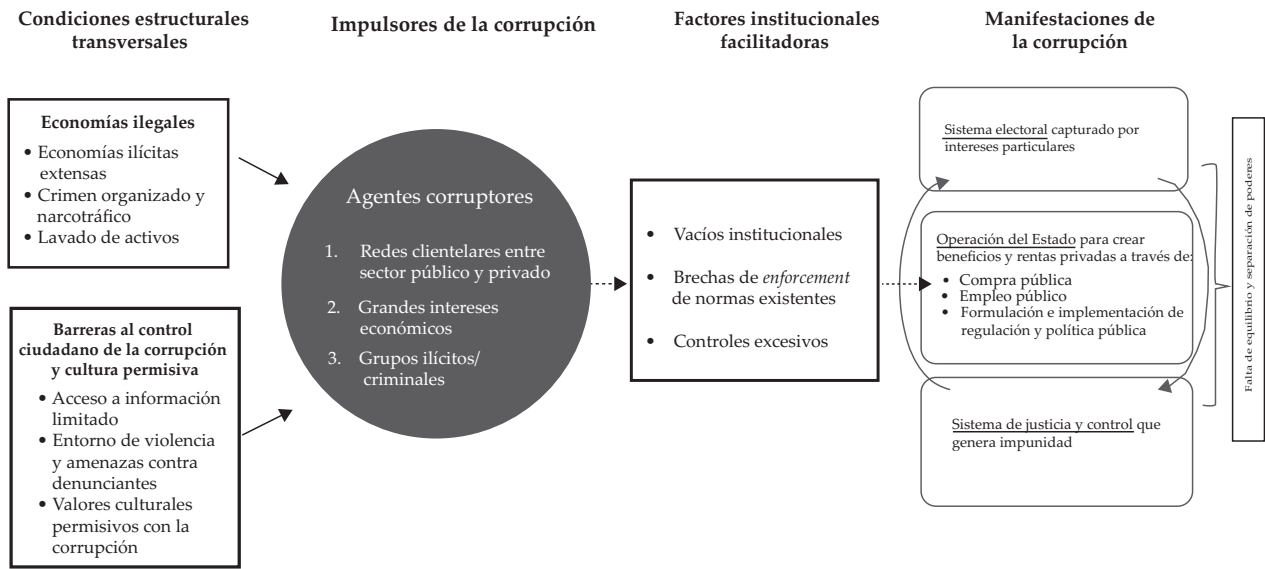 Condiciones estructurales
transversales
Impulsores de la corrupción
Factores institucionales
facilitadoras
Manifestaciones de
la corrupción
Economías ilegales
• Economías ilícitas
extensas
• Crimen organizado y
narcotráfico
• Lavado de activos
Barreras al control
ciudadano de la corrupción
y cultura permisiva
• Acceso a información
limitado
• Entorno de violencia
y amenazas contra
denunciantes
• Valores culturales
permisivos con la
corrupción
Agentes corruptores
1. Redes clientelares entre
sector público y privado
2. Grandes intereses
económicos
3. Grupos ilícitos/
criminales
• Vacíos institucionales
• Brechas de enforcement
de normas existentes
• Controles excesivos
Sistema electoral capturado por
intereses particulares
Operación del Estado para crear
beneficios y rentas privadas a través de:
• Compra pública
• Empleo público
• Formulación e implementación de
regulación y política pública
Sistema de justicia y control que
genera impunidad
Falta de equilibrio y separación de poderes